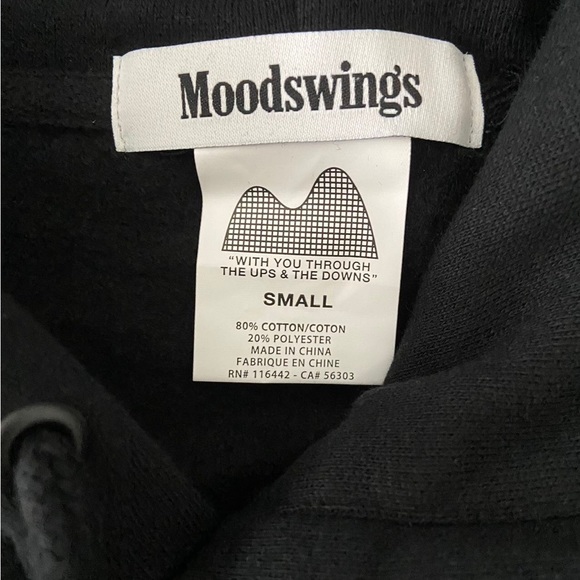 Moodswings
"WITH YOU THROUGH
THE UPS & THE DOWNS"
SMALL
80% COTTON/COTON
20% POLYESTER
MADE IN CHINA
FABRIQUE EN CHINE
RN# 116442 - CA# 56303